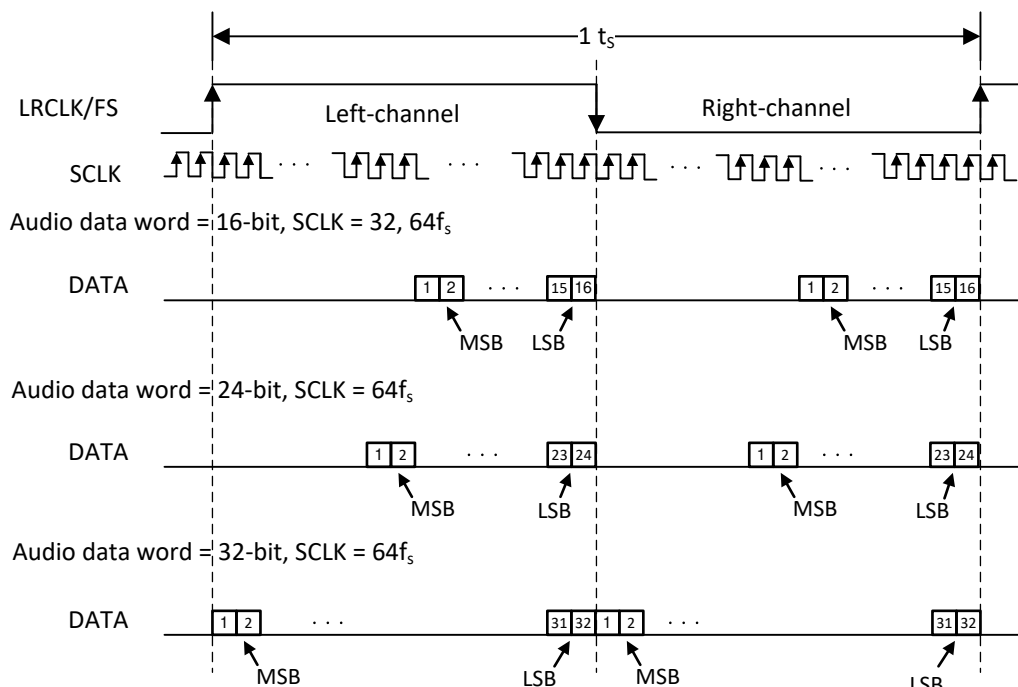 1 tS
LRCLK/FS
Left-channel
Right-channel
SCLK
. . .
. . .
. . .
. . .
Audio data word = 16-bit, SCLK = 32, 64fs
DATA
1 2 . . . 15 16
1 2 . . . 15 16
MSB
LSB
MSB
LSB
Audio data word = 24-bit, SCLK = 64fs
DATA
1 2 . . . 23 24
1 2 . . . 23 24
MSB
LSB
MSB
LSB
Audio data word = 32-bit, SCLK = 64fs
DATA
1 2 . . . 31 32
1 2 . . . 31 32
MSB
LSB
MSB
LSB